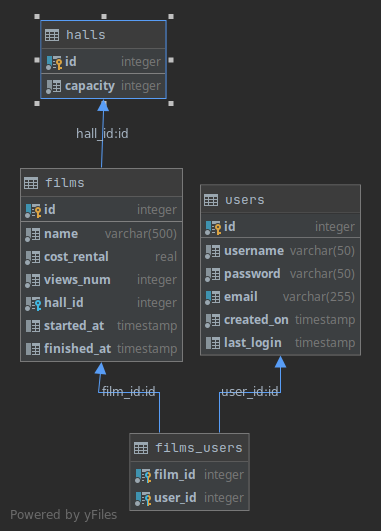 halls
id integer
capacity integer
hall_id:id
films
id integer
name varchar(500)
cost_rental real
views_num integer
hall_id integer
started_at timestamp
finished_at timestamp
users
id integer
username varchar(50)
password varchar(50)
email varchar(255)
created_on timestamp
last_login timestamp
film_id:id
user_id:id
films_users
film_id integer
user_id integer
Powered by yFiles